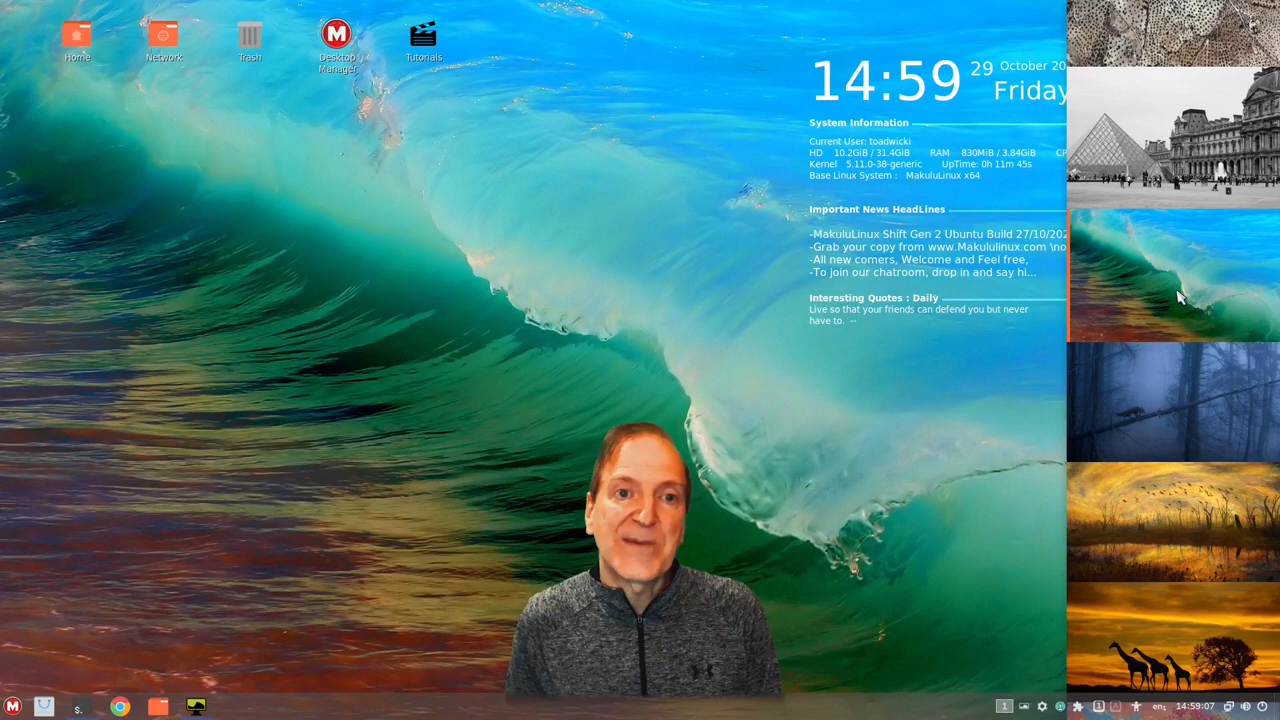 Home
Network
Trash
Desktop
Manager
Tutorials
14:59 29 October 20
Friday
System Information
Current User: toadwicki
HD 10.2GiB / 31.4GiB RAM 830MiB / 3.84GiB CP
Kernel 5.11.0-38-generic UpTime: 0h 11m 45s
Base Linux System : MakuluLinux x64
Important News HeadLines
-MakuluLinux Shift Gen 2 Ubuntu Build 27/10/202
-Grab your copy from www.Makululinux.com \no
-All new comers, Welcome and Feel free,
-To join our chatroom, drop in and say hi...
Interesting Quotes : Daily
Live so that your friends can defend you but never
have to. --
M
s.
1
1
A
en₁
14:59:07